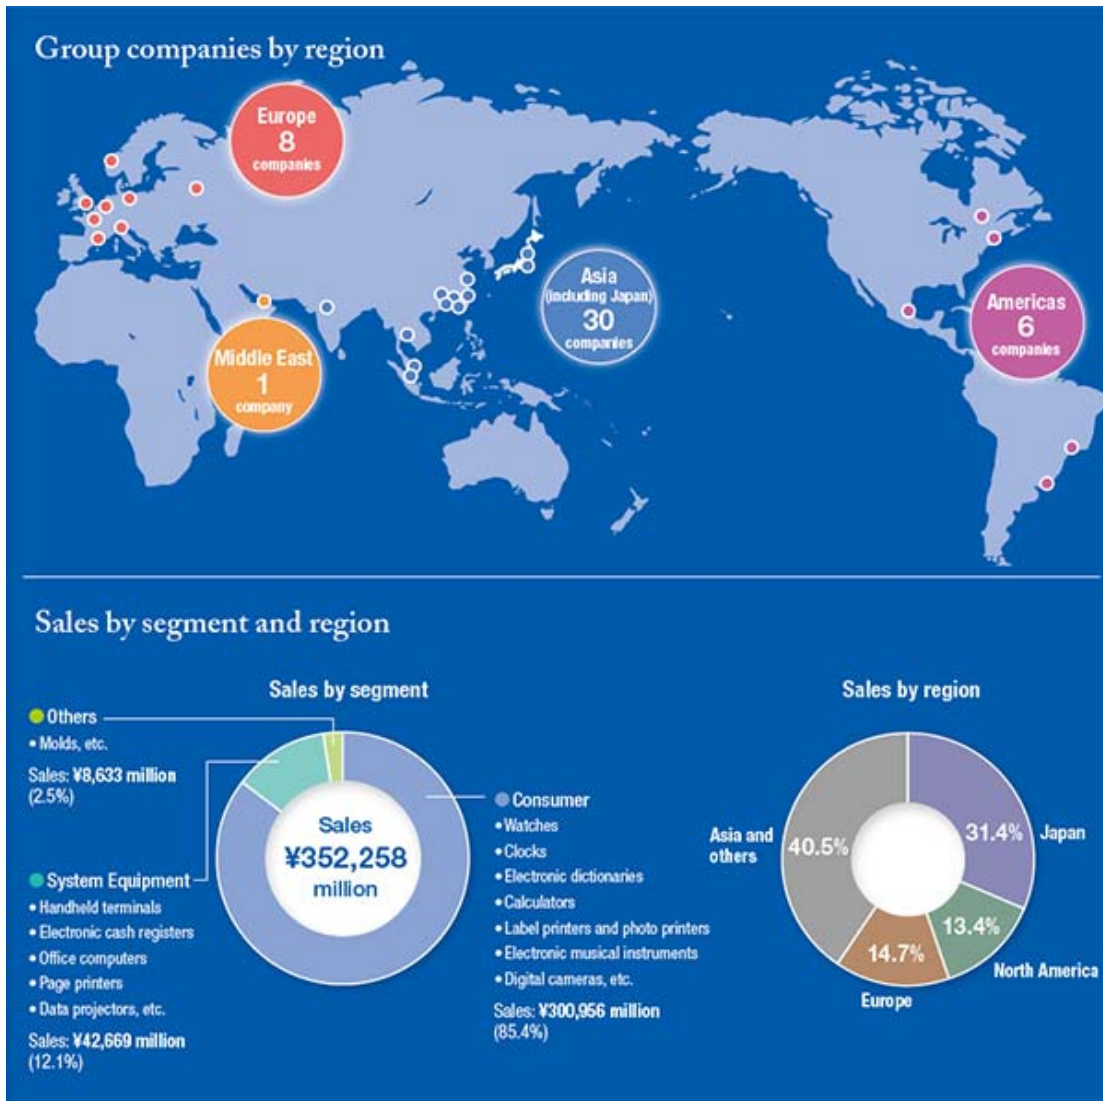 Group companies by region
Europe
8
companies
Asia
(including Japan)
30
companies
Middle East
1
company
Americas
6
companies
Sales by segment and region
Sales by segment
Others
• Molds, etc.
Sales: ¥8,633 million
(2.5%)
System Equipment
• Handheld terminals
• Electronic cash registers
• Office computers
• Page printers
• Data projectors, etc.
Sales: ¥42,669 million
(12.1%)
Sales
¥352,258
million
Consumer
• Watches
• Clocks
• Electronic dictionaries
• Calculators
• Label printers and photo printers
• Electronic musical instruments
• Digital cameras, etc.
Sales: ¥300,956 million
(85.4%)
Sales by region
31.4%
Japan
13.4%
North America
14.7%
Europe
Asia and
others
40.5%